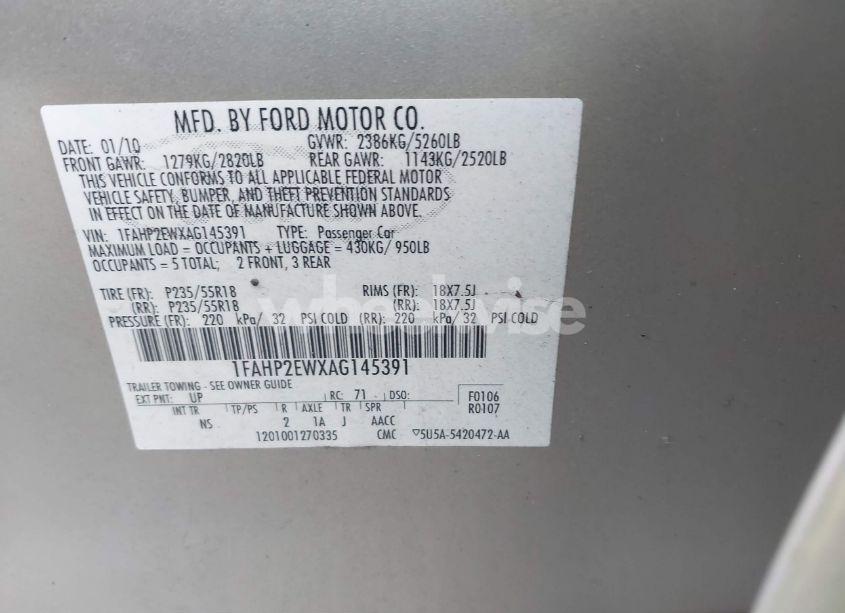 MFD. BY FORD MOTOR CO.
DATE: 01/10 GVWR: 2386KG/5260LB
FRONT GAWR: 1279KG/2820LB REAR GAWR: 1143KG/2520LB
THIS VEHICLE CONFORMS TO ALL APPLICABLE FEDERAL MOTOR
VEHICLE SAFETY, BUMPER, AND THEFT PREVENTION STANDARDS
IN EFFECT ON THE DATE OF MANUFACTURE SHOWN ABOVE.
VIN: 1FAHP2EWXAG145391 TYPE: Passenger Car
MAXIMUM LOAD = OCCUPANTS + LUGGAGE = 430KG/ 950LB
OCCUPANTS = 5 TOTAL; 2 FRONT, 3 REAR
TIRE (FR): P235/55R18 RIMS (FR): 18X7.5J
(RR): P235/55R18 (RR): 18X7.5J
PRESSURE (FR): 220 kPa/ 32 PSI COLD (RR): 220 kPa/ 32 PSI COLD
wheelwise
1FAHP2EWXAG145391
TRAILER TOWING - SEE OWNER GUIDE
EXT PNT: UP RC: 71 DSO: F0106
INT TR TP/PS R AXLE TR SPR R0107
NS 2 1A J AACC
1201001270335 CMC ▽5U5A-5420472-AA